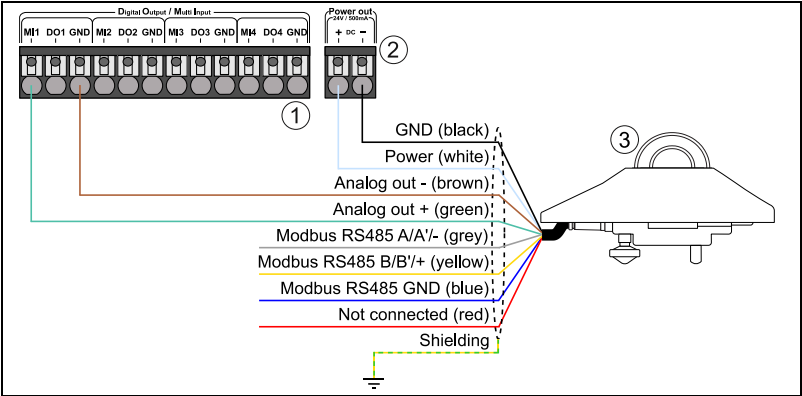 Digital Output / Multi Input
MI1 DO1 GND MI2 DO2 GND MI3 DO3 GND MI4 DO4 GND
Power out
24V / 500mA
+ DC -
1
2
3
GND (black)
Power (white)
Analog out - (brown)
Analog out + (green)
Modbus RS485 A/A'/- (grey)
Modbus RS485 B/B'/+ (yellow)
Modbus RS485 GND (blue)
Not connected (red)
Shielding